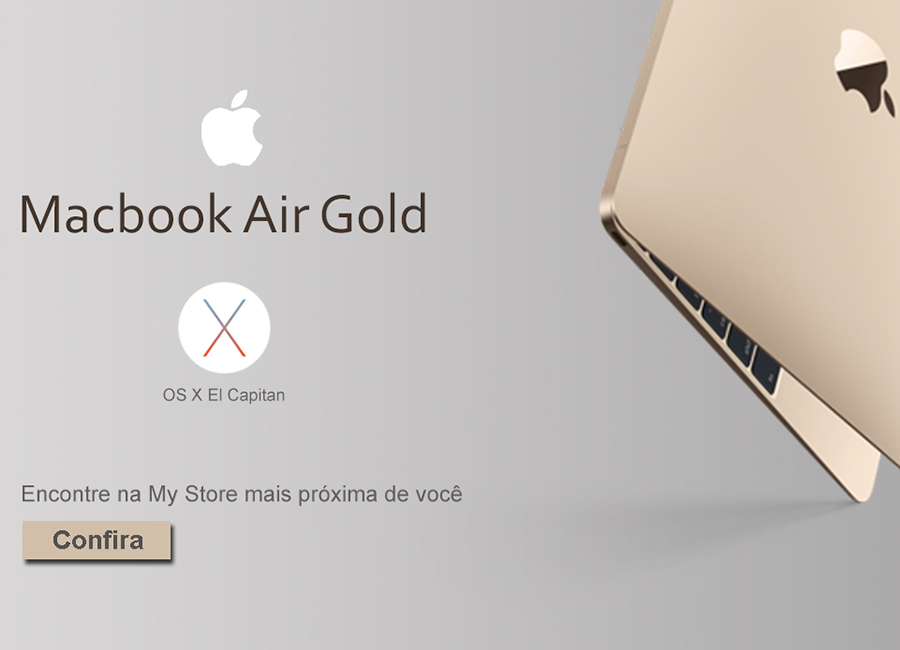 Macbook Air Gold
OS X El Capitan
Encontre na My Store mais próxima de você
Confira